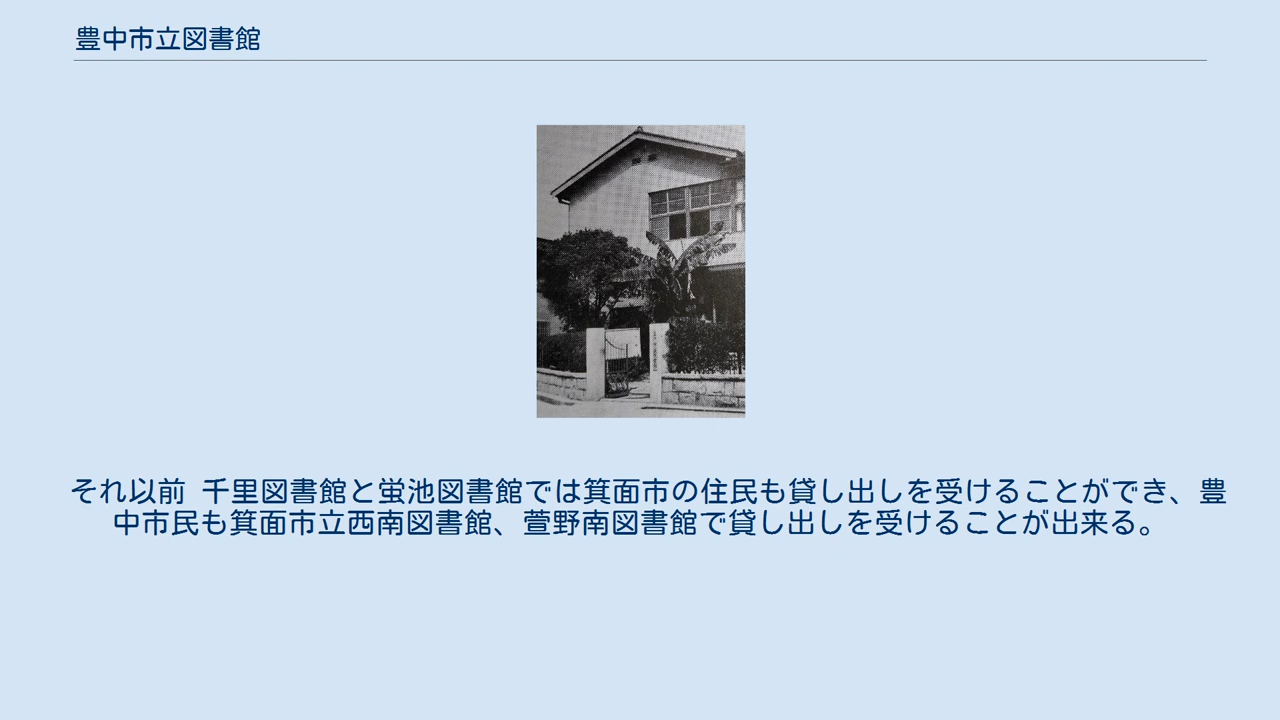 豊中市立図書館
それ以前 千里図書館と蛍池図書館では箕面市の住民も貸し出しを受けることができ、豊
中市民も箕面市立西南図書館、萱野南図書館で貸し出しを受けることが出来る。